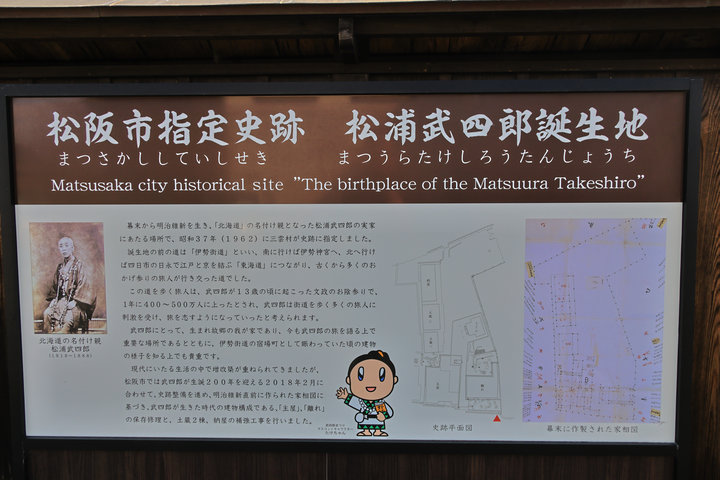 松阪市指定史跡　松浦武四郎誕生地
まつさかしししていしせき　まつうらたけしろうたんじょうち
Matsusaka city historical site "The birthplace of the Matsuura Takeshiro"
幕末から明治維新を生き、「北海道」の名付け親となった松浦武四郎の実家
にあたる場所で、昭和37年（1962）に三雲村が史跡に指定しました。
誕生地の前の道は「伊勢街道」といい、南に行けば伊勢神宮へ、北へ行け
ば四日市の日永で江戸と京を結ぶ「東海道」につながり、古くから多くのお
かげ参りの旅人が行き交った道でした。
この道を歩く旅人は、武四郎が13歳の頃に起こった文政のお陰参りで、
1年に400～500万人に上ったとされ、武四郎は街道を歩く多くの旅人に
刺激を受け、旅を志すようになっていったと考えられます。
武四郎にとって、生まれ故郷の我が家であり、今も武四郎の旅を語る上で
重要な場所であるとともに、伊勢街道の宿場町として賑わっていた頃の建物
の様子を知る上でも貴重です。
現代にいたる生活の中で増改築が重ねられてきましたが、
松阪市では武四郎が生誕200年を迎える2018年2月に
合わせて、史跡整備を進め、明治維新直前に作られた家相図に
基づき、武四郎が生きた時代の建物構成である、「主屋」、「離れ」
の保存修理と、土蔵2棟、納屋の補強工事を行いました。
北海道の名付け親
松浦武四郎
(1818～1888)
史跡平面図
幕末に作製された家相図